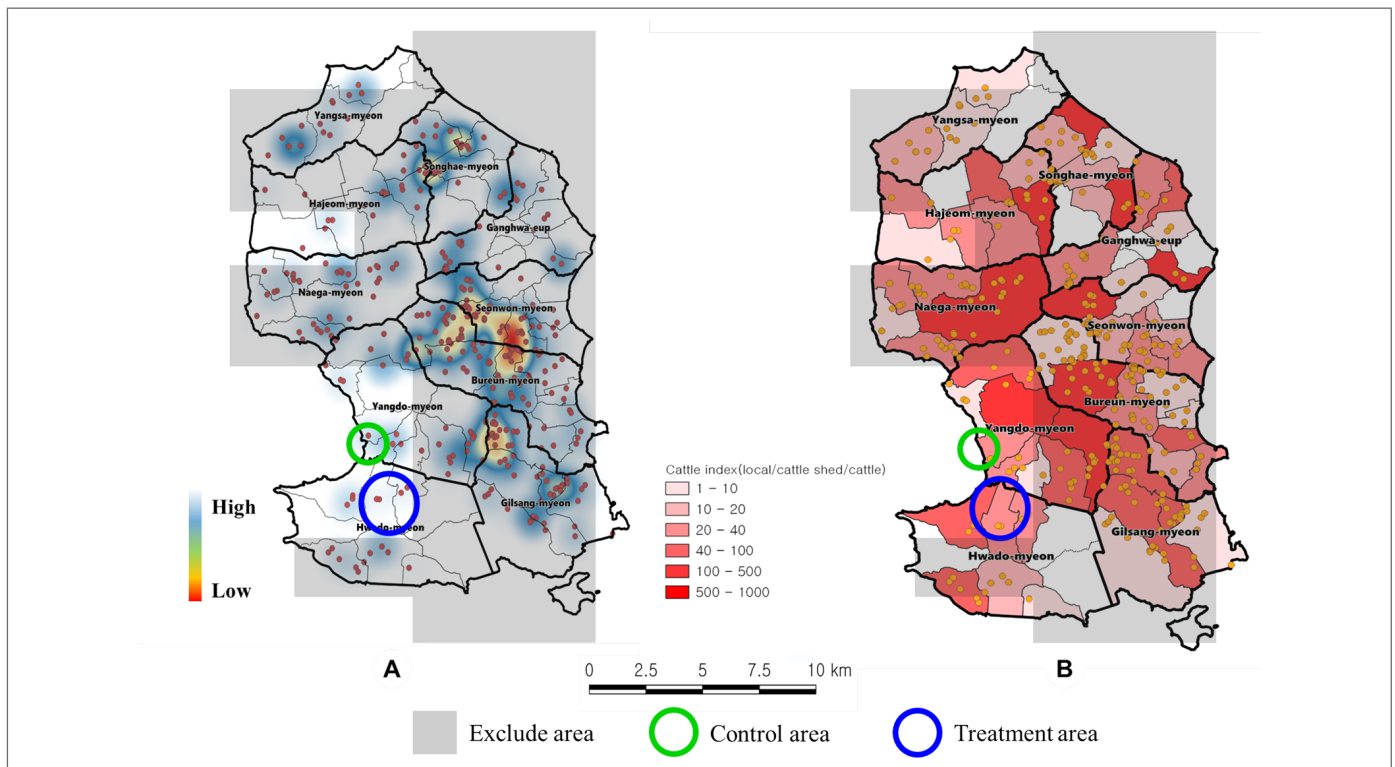 Yangsa-myeon
Songhae-myeon
Hajeom-myeon
Ganghwa-eup
Naega-myeon
Seonwon-myeon
Bureun-myeon
Yangdo-myeon
Gilsang-myeon
Hwado-myeon
High
Low
A
Yangsa-myeon
Songhae-myeon
Hajeom-myeon
Ganghwa-eup
Naega-myeon
Seonwon-myeon
Bureun-myeon
Yangdo-myeon
Gilsang-myeon
Hwado-myeon
Cattle index(local/cattle shed/cattle)
1 - 10
10 - 20
20 - 40
40 - 100
100 - 500
500 - 1000
B
0 2.5 5 7.5 10 km
Exclude area
Control area
Treatment area